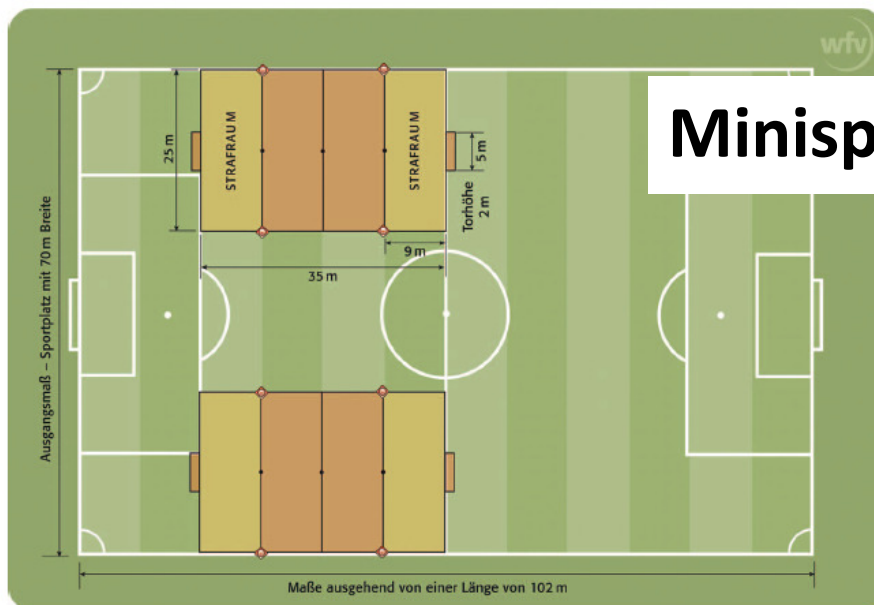 wfv
Minisp
25 m
STRAFRAUM
STRAFRAUM
5 m
Torhöhe
2 m
9 m
35 m
Ausgangsmaß – Sportplatz mit 70 m Breite
Maße ausgehend von einer Länge von 102 m